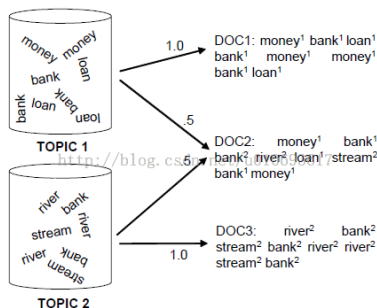 money
money
bank
loan
bank
loan
bank
loan
TOPIC 1
river
bank
river
stream
river
bank
stream
TOPIC 2
1.0
.5
.5
1.0
DOC1: money¹ bank¹ loan¹
bank¹ money¹ money¹
bank¹ loan¹
DOC2: money¹ bank¹
bank² river² loan¹ stream²
bank¹ money¹
DOC3: river² bank²
stream² bank² river² river²
stream² bank²